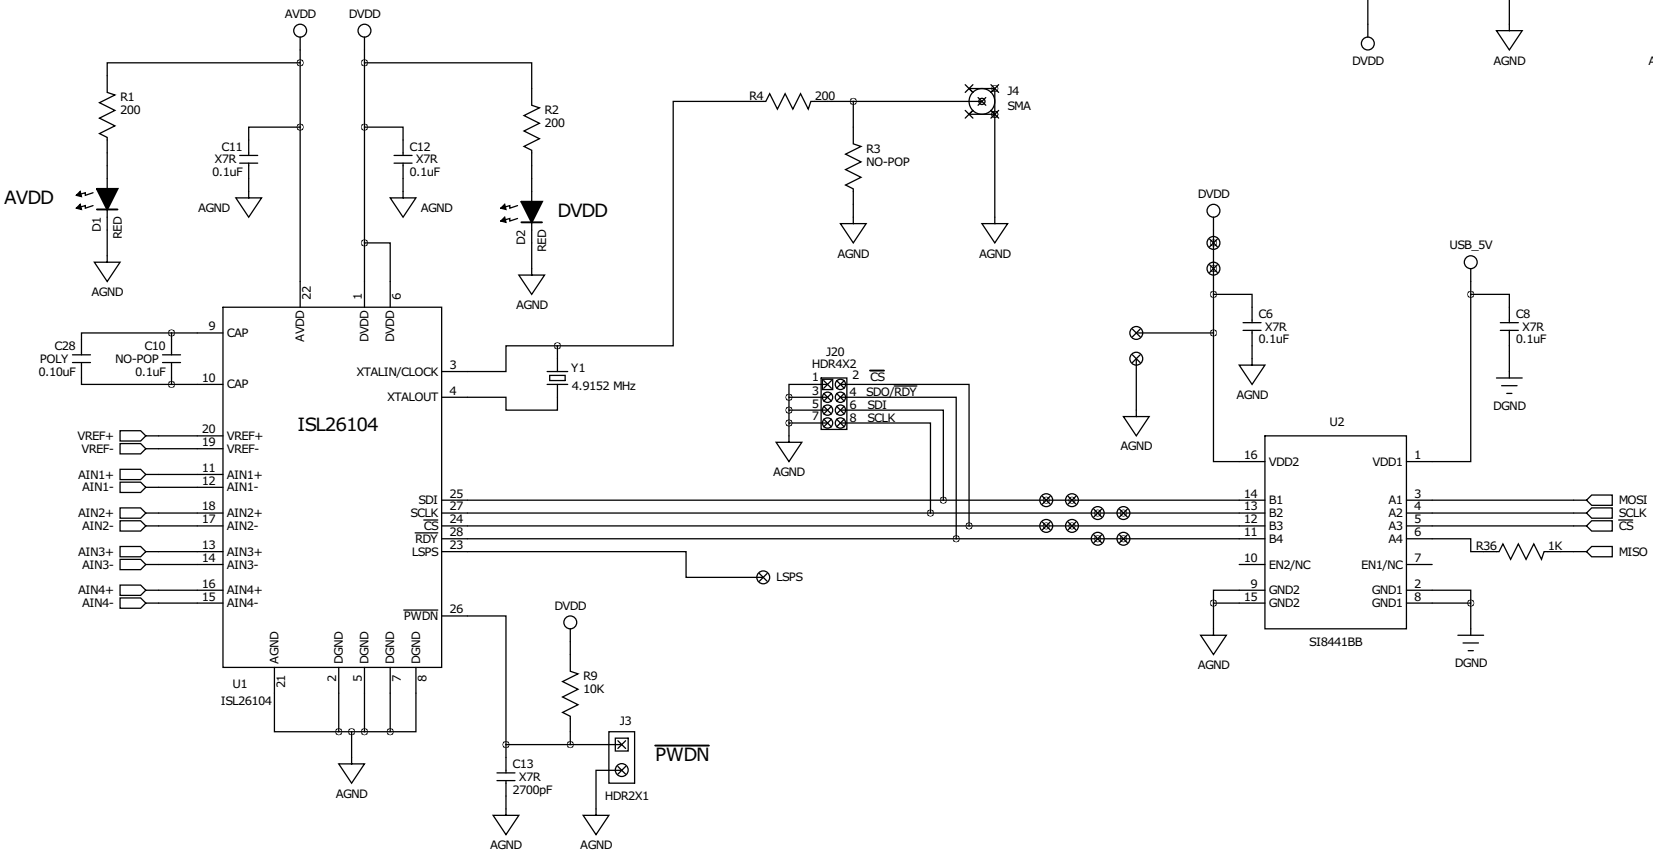 AVDD
DVDD
DVDD
AGND
A
R1
200
R2
200
C11
X7R
0.1uF
AGND
C12
X7R
0.1uF
AGND
AVDD
D1
RED
AGND
D2
RED
DVDD
AGND
R4
200
J4
SMA
R3
NO-POP
AGND
AGND
DVDD
USB_5V
C6
X7R
0.1uF
AGND
C8
X7R
0.1uF
DGND
AGND
22
1
6
AVDD
DVDD
DVDD
C28
POLY
0.10uF
C10
NO-POP
0.1uF
9
CAP
10
CAP
XTALIN/CLOCK
3
XTALOUT
4
Y1
4.9152 MHz
ISL26104
VREF+
20
VREF+
VREF-
19
VREF-
AIN1+
11
AIN1+
AIN1-
12
AIN1-
AIN2+
18
AIN2+
AIN2-
17
AIN2-
AIN3+
13
AIN3+
AIN3-
14
AIN3-
AIN4+
16
AIN4+
AIN4-
15
AIN4-
SDI
25
SCLK
27
CS
24
RDY
28
LSPS
23
LSPS
PWDN
26
AGND
DGND
DGND
DGND
DGND
21
2
5
7
8
U1
ISL26104
AGND
J20
HDR4X2
1
2
CS
3
4
SDO/RDY
5
6
SDI
7
8
SCLK
AGND
DVDD
R9
10K
J3
PWDN
HDR2X1
C13
X7R
2700pF
AGND
AGND
U2
16
VDD2
VDD1
1
14
B1
A1
3
MOSI
13
B2
A2
4
SCLK
12
B3
A3
5
CS
11
B4
A4
6
R36
1K
MISO
10
EN2/NC
EN1/NC
7
9
GND2
GND1
2
15
GND2
GND1
8
SI8441BB
AGND
DGND